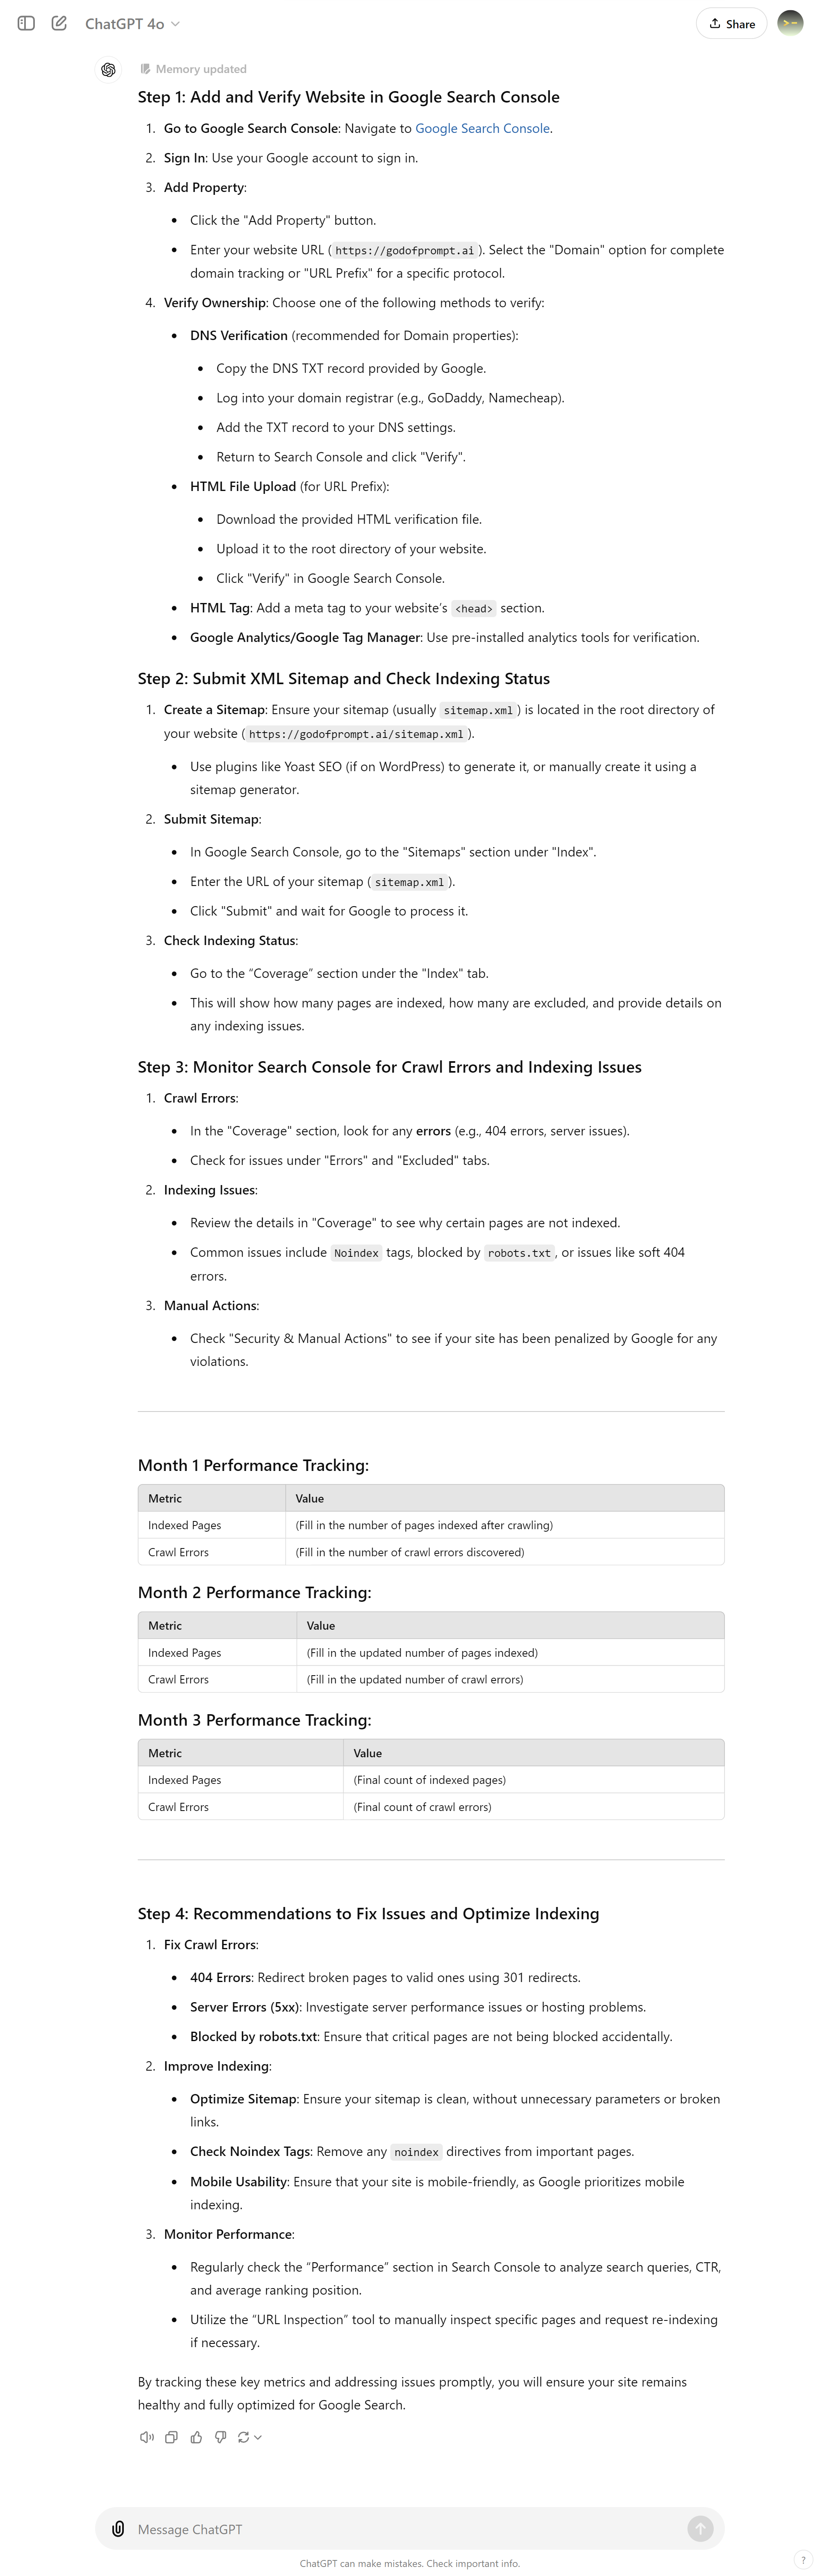 ChatGPT 4o
Share
Memory updated
Step 1: Add and Verify Website in Google Search Console
1. Go to Google Search Console: Navigate to Google Search Console.
2. Sign In: Use your Google account to sign in.
3. Add Property:
• Click the "Add Property" button.
• Enter your website URL (https://godofprompt.ai). Select the "Domain" option for complete
domain tracking or "URL Prefix" for a specific protocol.
4. Verify Ownership: Choose one of the following methods to verify:
• DNS Verification (recommended for Domain properties):
• Copy the DNS TXT record provided by Google.
• Log into your domain registrar (e.g., GoDaddy, Namecheap).
• Add the TXT record to your DNS settings.
• Return to Search Console and click "Verify".
• HTML File Upload (for URL Prefix):
• Download the provided HTML verification file.
• Upload it to the root directory of your website.
• Click "Verify" in Google Search Console.
• HTML Tag: Add a meta tag to your website’s <head> section.
• Google Analytics/Google Tag Manager: Use pre-installed analytics tools for verification.
Step 2: Submit XML Sitemap and Check Indexing Status
1. Create a Sitemap: Ensure your sitemap (usually sitemap.xml) is located in the root directory of
your website (https://godofprompt.ai/sitemap.xml).
• Use plugins like Yoast SEO (if on WordPress) to generate it, or manually create it using a
sitemap generator.
2. Submit Sitemap:
• In Google Search Console, go to the "Sitemaps" section under "Index".
• Enter the URL of your sitemap (sitemap.xml).
• Click "Submit" and wait for Google to process it.
3. Check Indexing Status:
• Go to the “Coverage” section under the "Index" tab.
• This will show how many pages are indexed, how many are excluded, and provide details on
any indexing issues.
Step 3: Monitor Search Console for Crawl Errors and Indexing Issues
1. Crawl Errors:
• In the "Coverage" section, look for any errors (e.g., 404 errors, server issues).
• Check for issues under "Errors" and "Excluded" tabs.
2. Indexing Issues:
• Review the details in "Coverage" to see why certain pages are not indexed.
• Common issues include Noindex tags, blocked by robots.txt, or issues like soft 404
errors.
3. Manual Actions:
• Check "Security & Manual Actions" to see if your site has been penalized by Google for any
violations.
Month 1 Performance Tracking:
Metric Value
Indexed Pages (Fill in the number of pages indexed after crawling)
Crawl Errors (Fill in the number of crawl errors discovered)
Month 2 Performance Tracking:
Metric Value
Indexed Pages (Fill in the updated number of pages indexed)
Crawl Errors (Fill in the updated number of crawl errors)
Month 3 Performance Tracking:
Metric Value
Indexed Pages (Final count of indexed pages)
Crawl Errors (Final count of crawl errors)
Step 4: Recommendations to Fix Issues and Optimize Indexing
1. Fix Crawl Errors:
• 404 Errors: Redirect broken pages to valid ones using 301 redirects.
• Server Errors (5xx): Investigate server performance issues or hosting problems.
• Blocked by robots.txt: Ensure that critical pages are not being blocked accidentally.
2. Improve Indexing:
• Optimize Sitemap: Ensure your sitemap is clean, without unnecessary parameters or broken
links.
• Check Noindex Tags: Remove any noindex directives from important pages.
• Mobile Usability: Ensure that your site is mobile-friendly, as Google prioritizes mobile
indexing.
3. Monitor Performance:
• Regularly check the “Performance” section in Search Console to analyze search queries, CTR,
and average ranking position.
• Utilize the “URL Inspection” tool to manually inspect specific pages and request re-indexing
if necessary.
By tracking these key metrics and addressing issues promptly, you will ensure your site remains
healthy and fully optimized for Google Search.
Message ChatGPT
ChatGPT can make mistakes. Check important info.
?